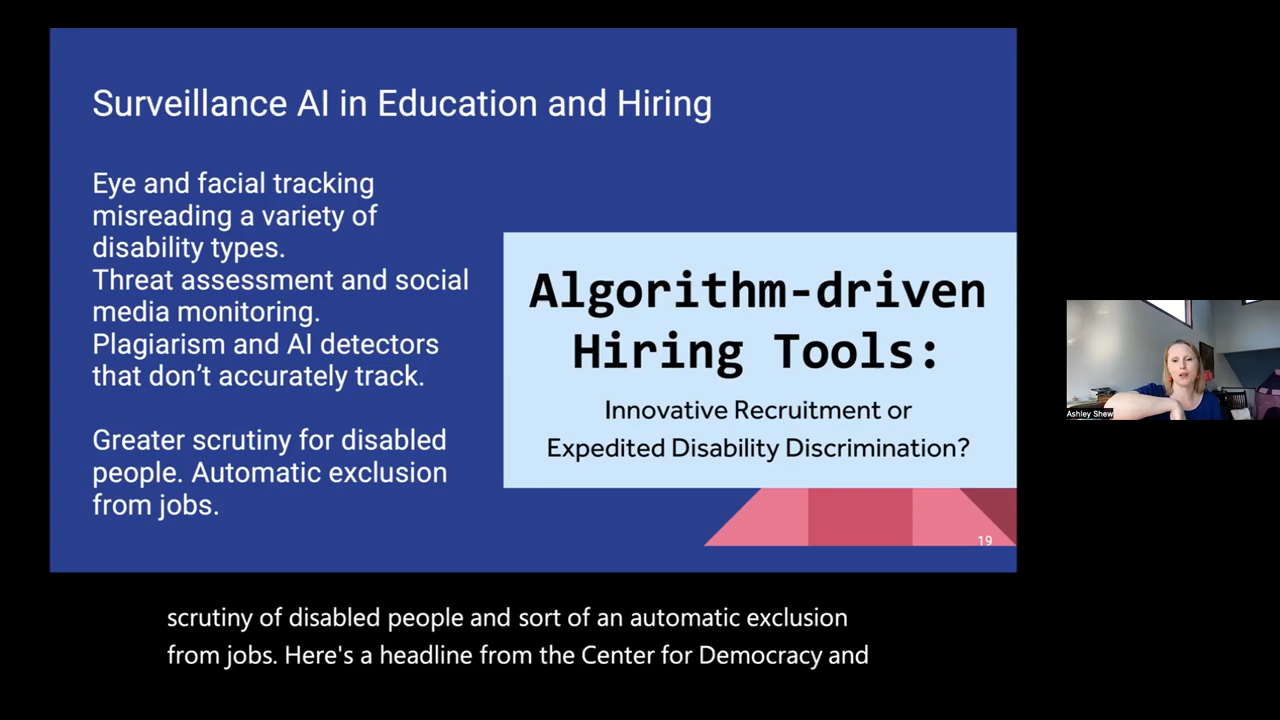 Surveillance AI in Education and Hiring
Eye and facial tracking
misreading a variety of
disability types.
Threat assessment and social
media monitoring.
Plagiarism and AI detectors
that don’t accurately track.
Greater scrutiny for disabled
people. Automatic exclusion
from jobs.
Algorithm-driven
Hiring Tools:
Innovative Recruitment or
Expedited Disability Discrimination?
19
Ashley Shew
scrutiny of disabled people and sort of an automatic exclusion
from jobs. Here's a headline from the Center for Democracy and